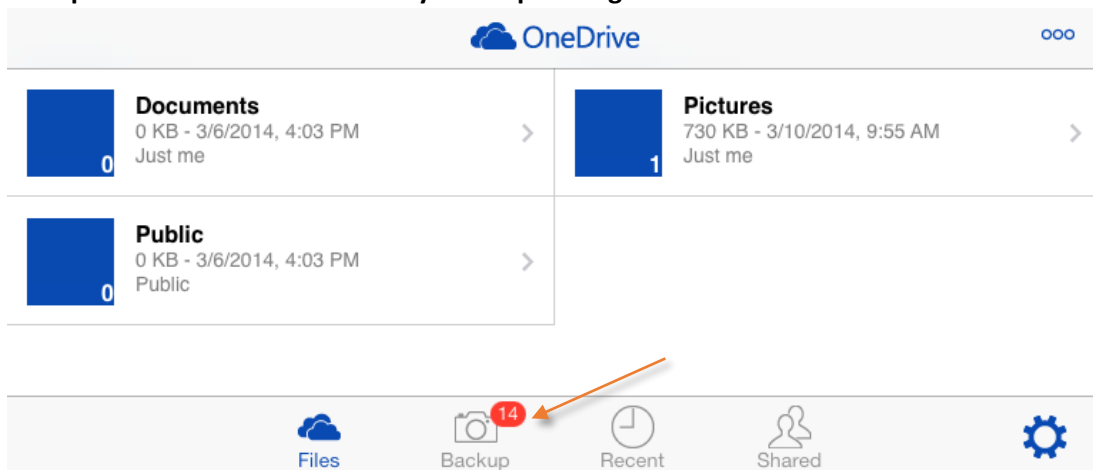 OneDrive
Documents
0 KB - 3/6/2014, 4:03 PM
Just me
0
Pictures
730 KB - 3/10/2014, 9:55 AM
Just me
1
Public
0 KB - 3/6/2014, 4:03 PM
Public
0
14
Files
Backup
Recent
Shared